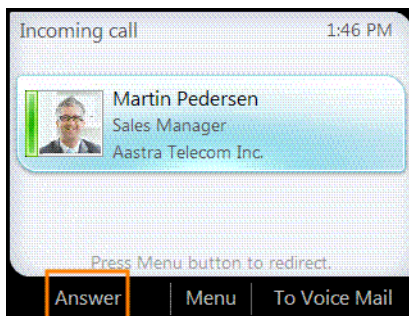 Incoming call 1:46 PM
Martin Pedersen
Sales Manager
Aastra Telecom Inc.
Press Menu button to redirect.
Answer Menu To Voice Mail